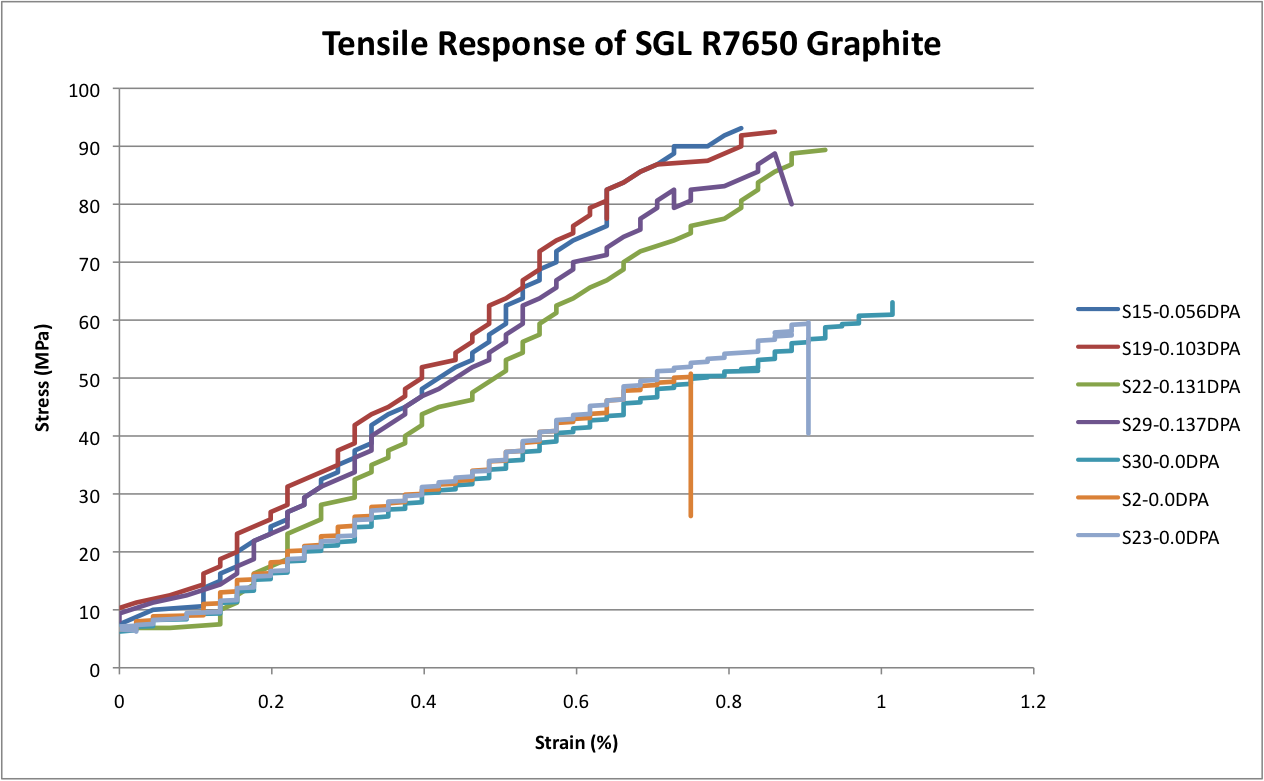 Tensile Response of SGL R7650 Graphite
100
90
80
70
60
50
40
30
20
10
0
Stress (MPa)
0 0.2 0.4 0.6 0.8 1 1.2
Strain (%)
S15-0.056DPA
S19-0.103DPA
S22-0.131DPA
S29-0.137DPA
S30-0.0DPA
S2-0.0DPA
S23-0.0DPA